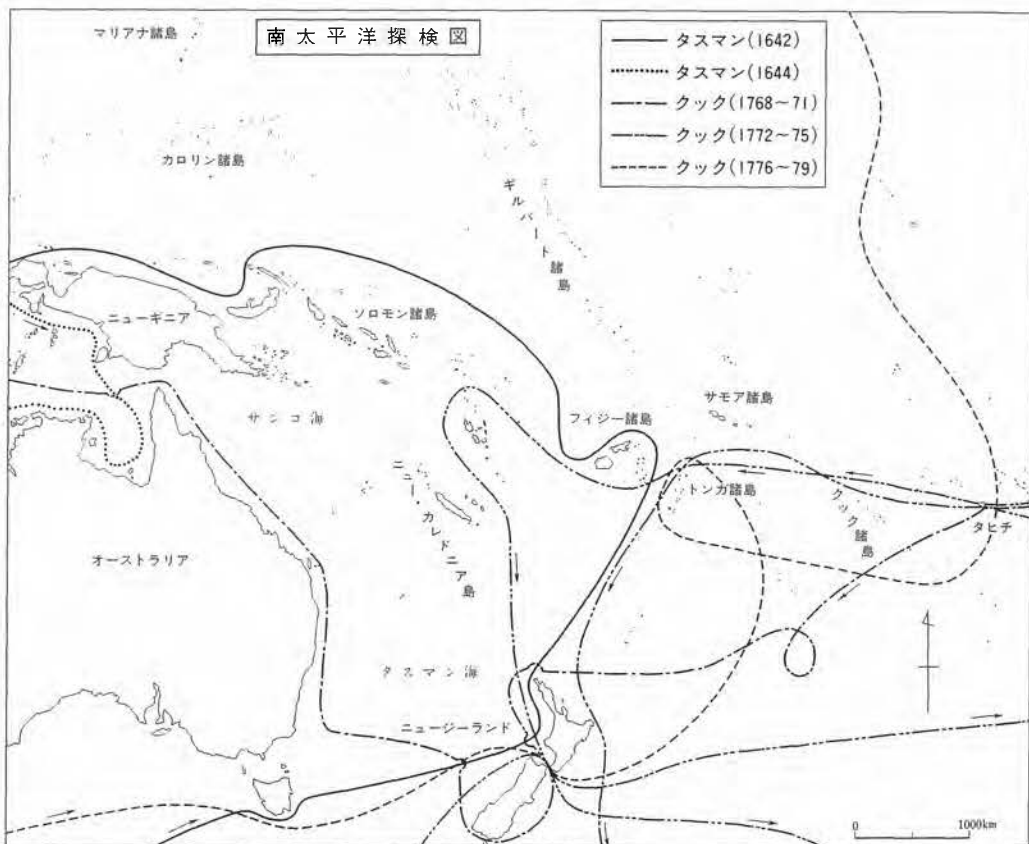 南太平洋探検図
タスマン(1642)
タスマン(1644)
クック(1768〜71)
クック(1772〜75)
クック(1776〜79)
マリアナ諸島
カロリン諸島
ギルバート諸島
ニューギニア
ソロモン諸島
サンゴ海
フィジー諸島
サモア諸島
トンガ諸島
クック諸島
タヒチ
ニュー・カレドニア島
オーストラリア
タスマン海
ニュージーランド
0 1000km